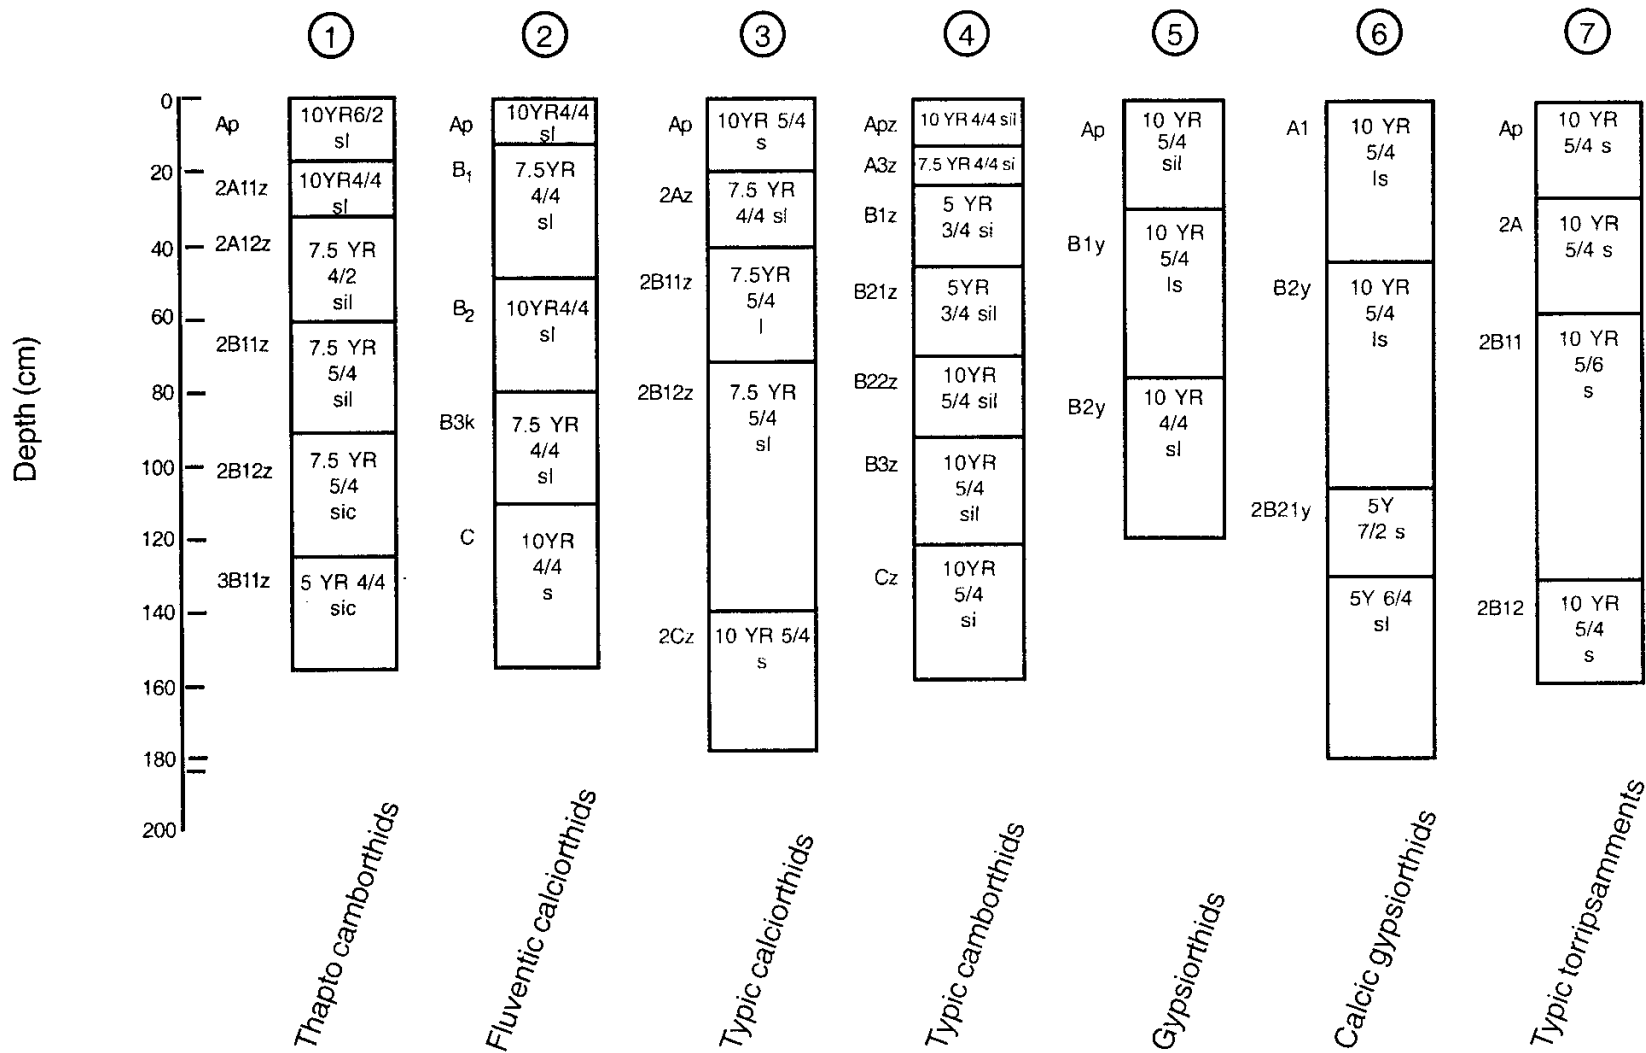 1 2 3 4 5 6 7
Depth (cm)
0
20
40
60
80
100
120
140
160
180
200
Ap
10YR6/2
sl
2A11z
10YR4/4
sl
2A12z
7.5 YR
4/2
sil
2B11z
7.5 YR
5/4
sil
2B12z
7.5 YR
5/4
sic
3B11z
5 YR 4/4
sic
Thapto camborthids
Ap
10YR4/4
sl
B1
7.5YR
4/4
sl
B2
10YR4/4
sl
B3k
7.5 YR
4/4
sl
C
10YR
4/4
s
Fluventic calciorthids
Ap
10YR 5/4
s
2Az
7.5 YR
4/4 sl
2B11z
7.5YR
5/4
l
2B12z
7.5 YR
5/4
sl
2Cz
10 YR 5/4
s
Typic calciorthids
Apz
10 YR 4/4 sil
A3z
7.5 YR 4/4 si
B1z
5 YR
3/4 si
B21z
5YR
3/4 sil
B22z
10YR
5/4 sil
B3z
10YR
5/4
sil
Cz
10YR
5/4
si
Typic camborthids
Ap
10 YR
5/4
sil
B1y
10 YR
5/4
ls
B2y
10 YR
4/4
sl
Gypsiorthids
A1
10 YR
5/4
ls
B2y
10 YR
5/4
ls
2B21y
5Y
7/2 s
5Y 6/4
sl
Calcic gypsiorthids
Ap
10 YR
5/4 s
2A
10 YR
5/4 s
2B11
10 YR
5/6
s
2B12
10 YR
5/4
s
Typic torripsamments